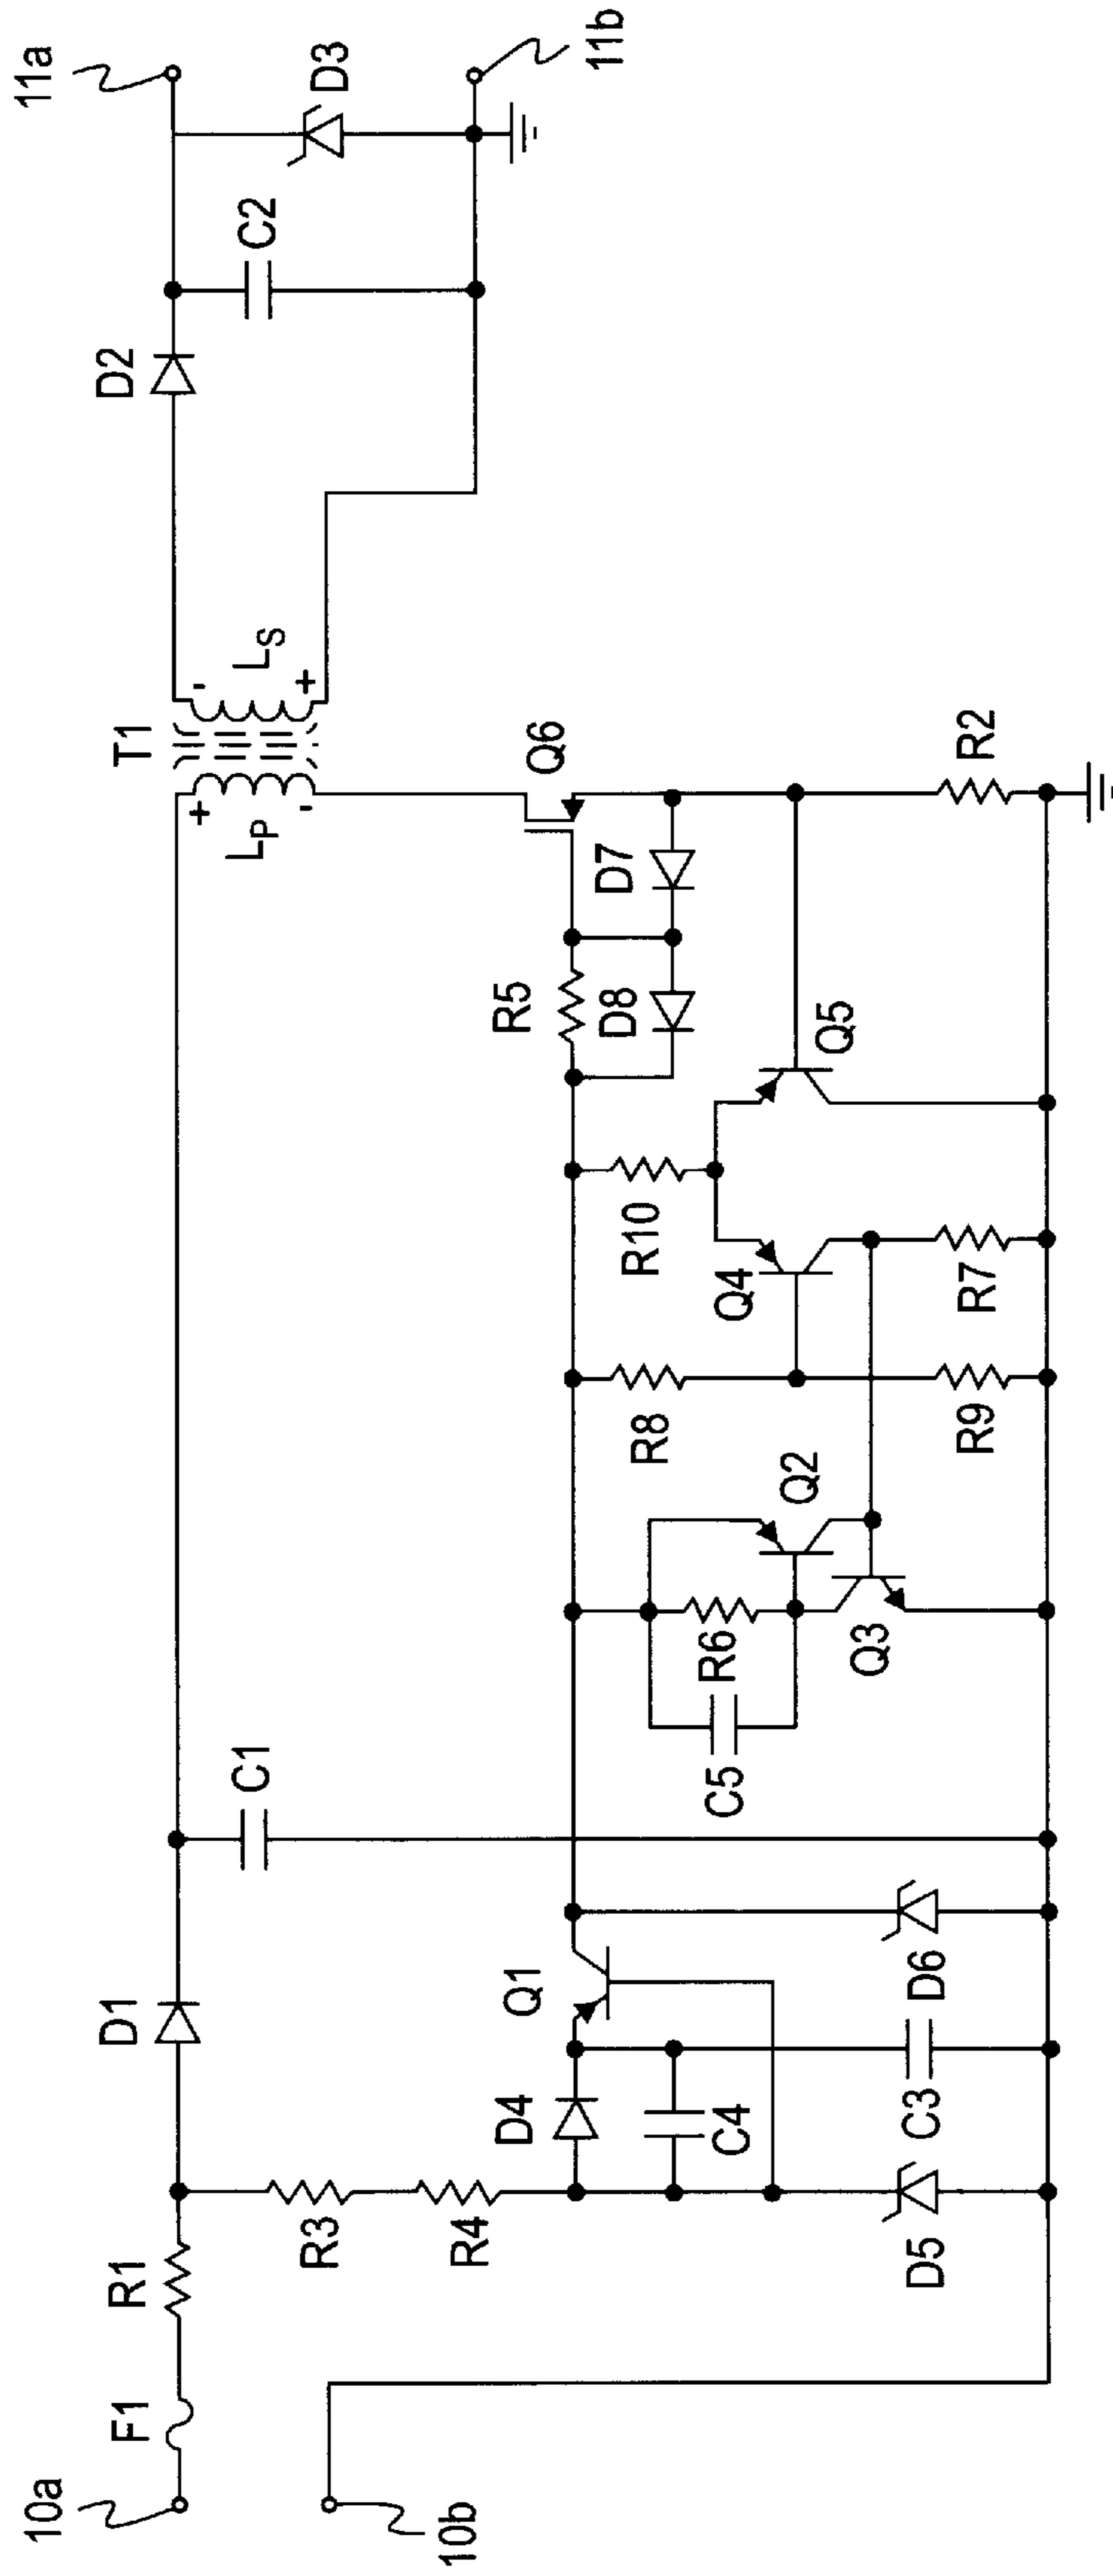 10a
10b
F1
R1
D1
C1
R3
R4
D4
C4
D5
C3
Q1
D6
C5
R6
Q3
Q2
R8
R9
Q4
R7
R10
Q5
R5
D8
D7
Q6
R2
T1
+
-
LP
-
+
LS
D2
C2
D3
11a
11b